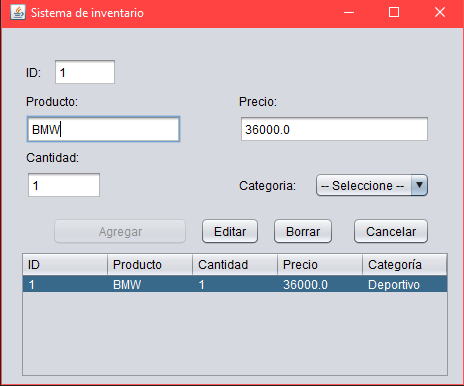 Sistema de inventario
ID: 1
Producto: Precio:
BMW 36000.0
Cantidad:
1 Categoria: -- Seleccione --
Agregar Editar Borrar Cancelar
ID Producto Cantidad Precio Categoría
1 BMW 1 36000.0 Deportivo